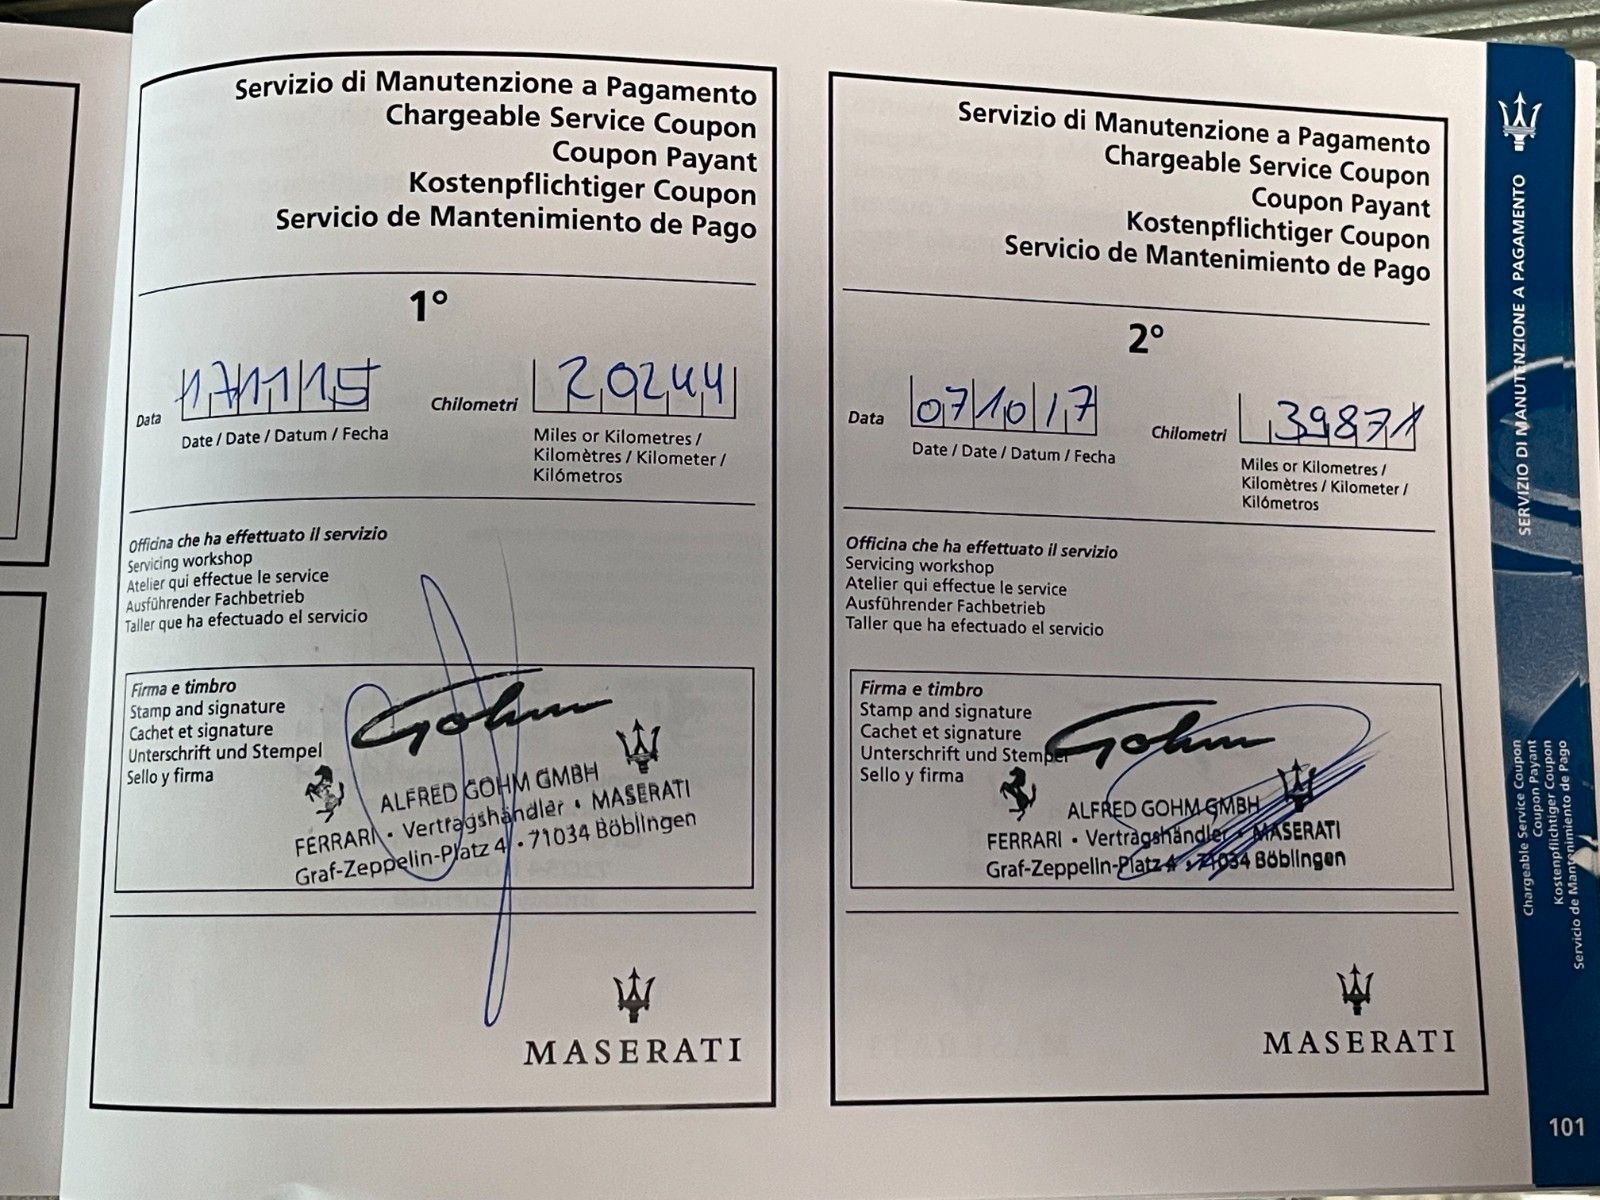 Servizio di Manutenzione a Pagamento
Chargeable Service Coupon
Coupon Payant
Kostenpflichtiger Coupon
Servicio de Mantenimiento de Pago
1°
Data 17 11 15
Date / Date / Datum / Fecha
Chilometri 20244
Miles or Kilometres /
Kilomètres / Kilometer /
Kilómetros
Officina che ha effettuato il servizio
Servicing workshop
Atelier qui effectue le service
Ausführender Fachbetrieb
Taller que ha efectuado el servicio
Firma e timbro
Stamp and signature
Cachet et signature
Unterschrift und Stempel
Sello y firma
Gohm
ALFRED GOHM GMBH
FERRARI • Vertragshändler • MASERATI
Graf-Zeppelin-Platz 4 • 71034 Böblingen
MASERATI
Servizio di Manutenzione a Pagamento
Chargeable Service Coupon
Coupon Payant
Kostenpflichtiger Coupon
Servicio de Mantenimiento de Pago
2°
Data 07 10 17
Date / Date / Datum / Fecha
Chilometri 39871
Miles or Kilometres /
Kilomètres / Kilometer /
Kilómetros
Officina che ha effettuato il servizio
Servicing workshop
Atelier qui effectue le service
Ausführender Fachbetrieb
Taller que ha efectuado el servicio
Firma e timbro
Stamp and signature
Cachet et signature
Unterschrift und Stempel
Sello y firma
Gohm
ALFRED GOHM GMBH
FERRARI • Vertragshändler • MASERATI
Graf-Zeppelin-Platz 4 • 71034 Böblingen
MASERATI
SERVIZIO DI MANUTENZIONE A PAGAMENTO
Chargeable Service Coupon
Coupon Payant
Kostenpflichtiger Coupon
Servicio de Mantenimiento de Pago
101